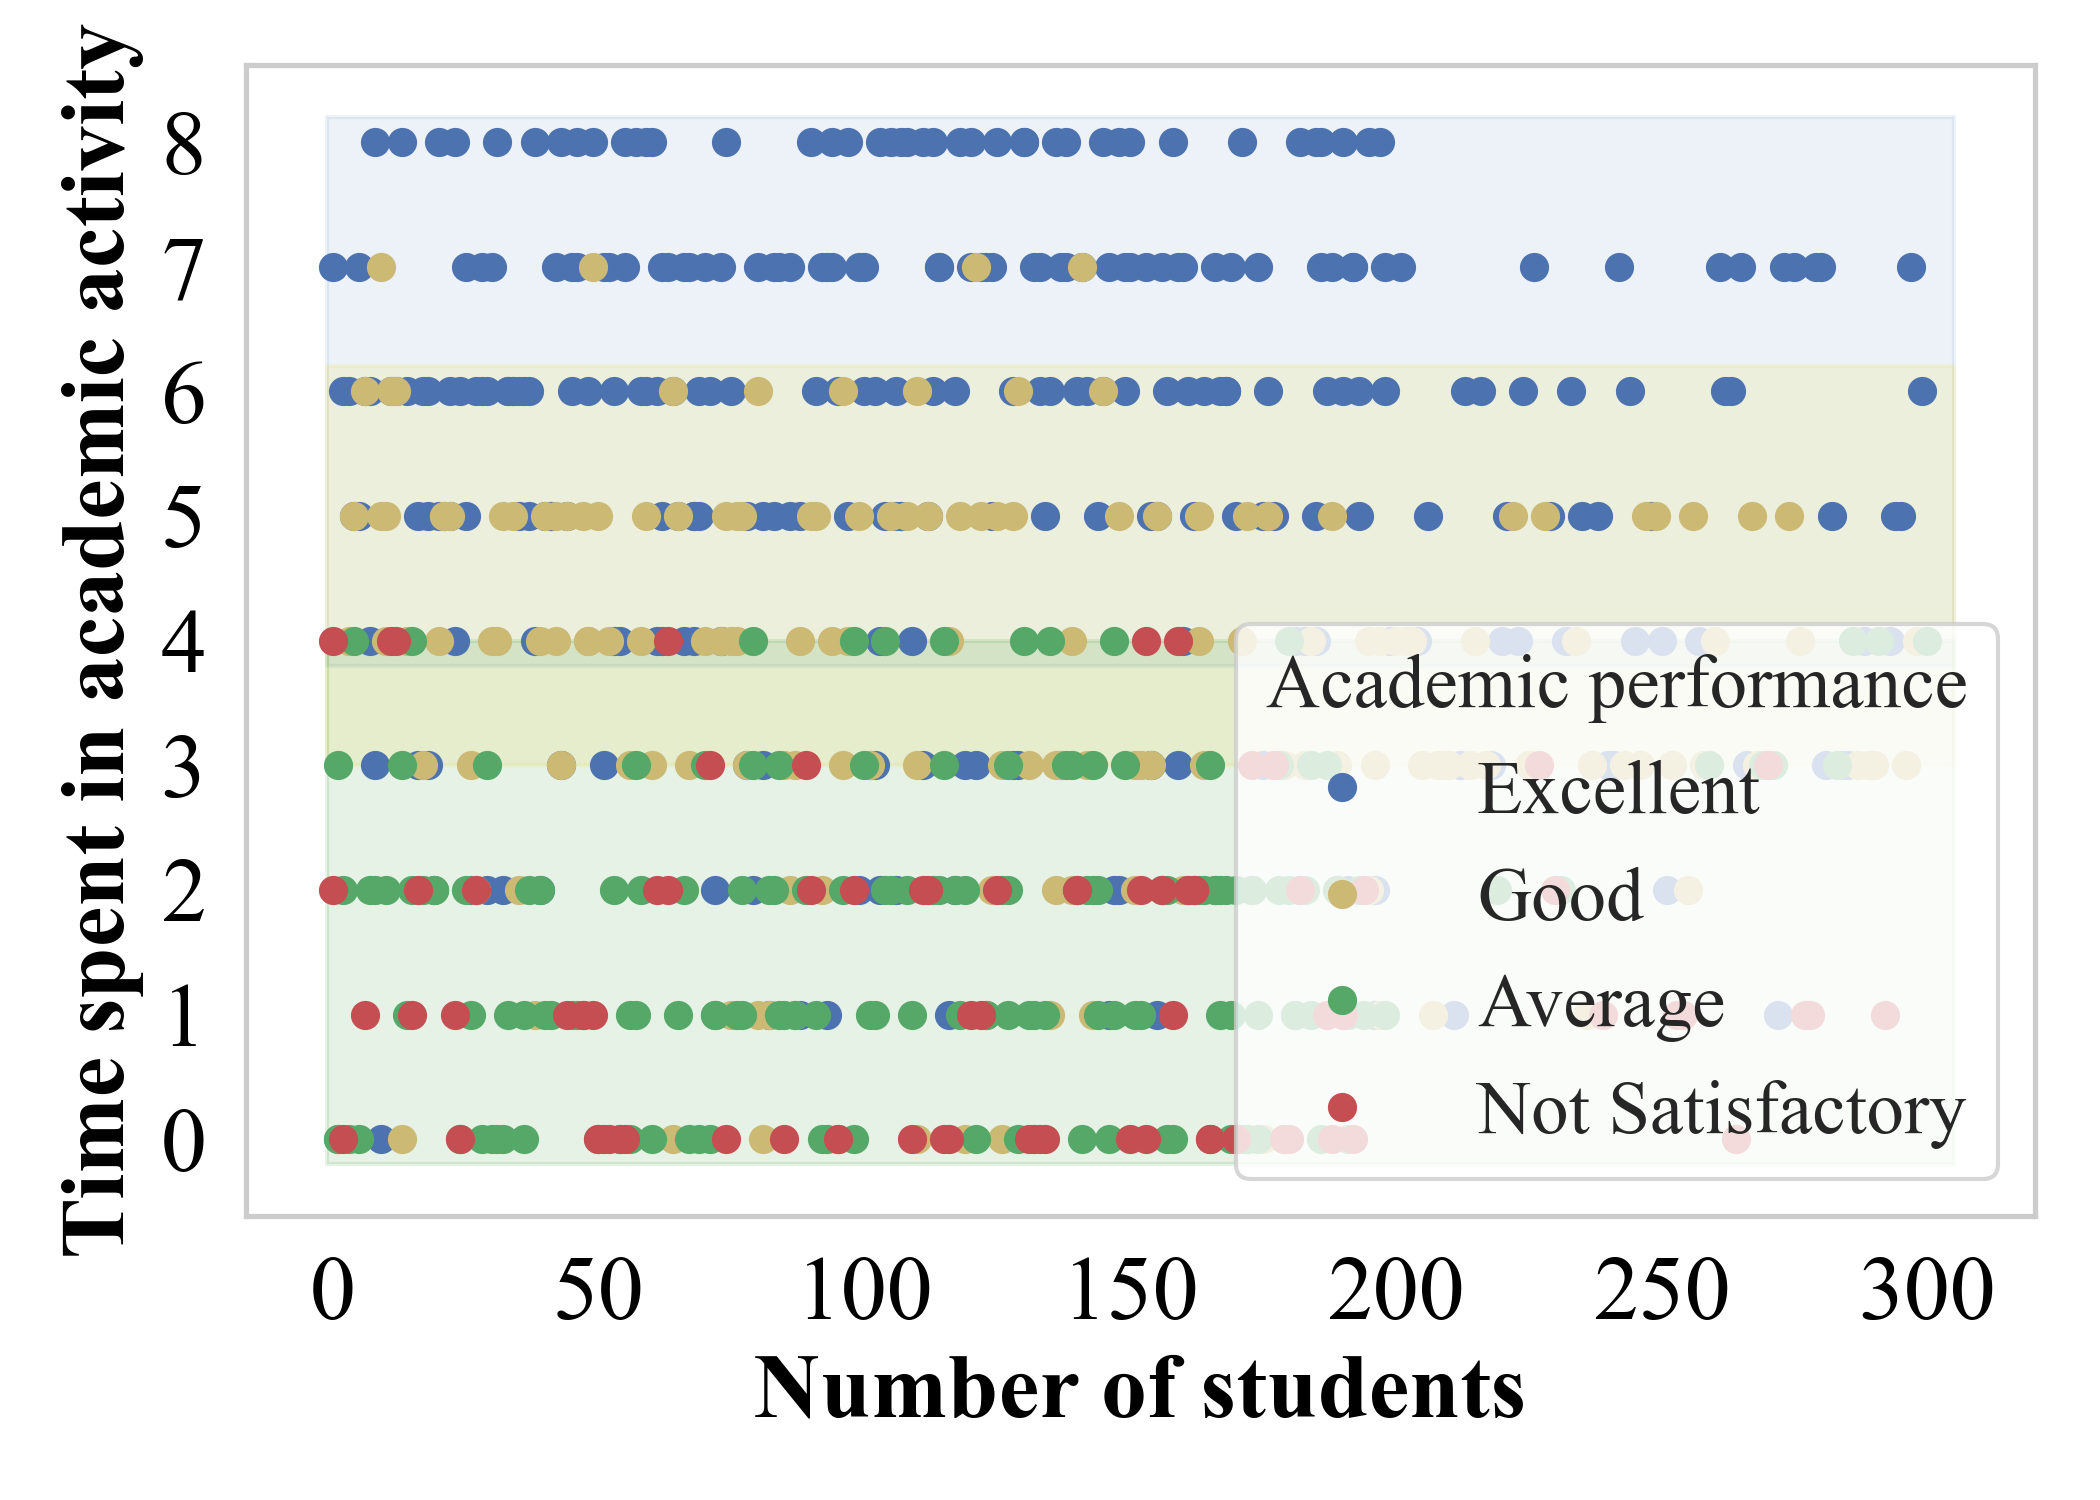 Time spent in academic activity
8
7
6
5
4
3
2
1
0
Academic performance
Excellent
Good
Average
Not Satisfactory
0 50 100 150 200 250 300
Number of students